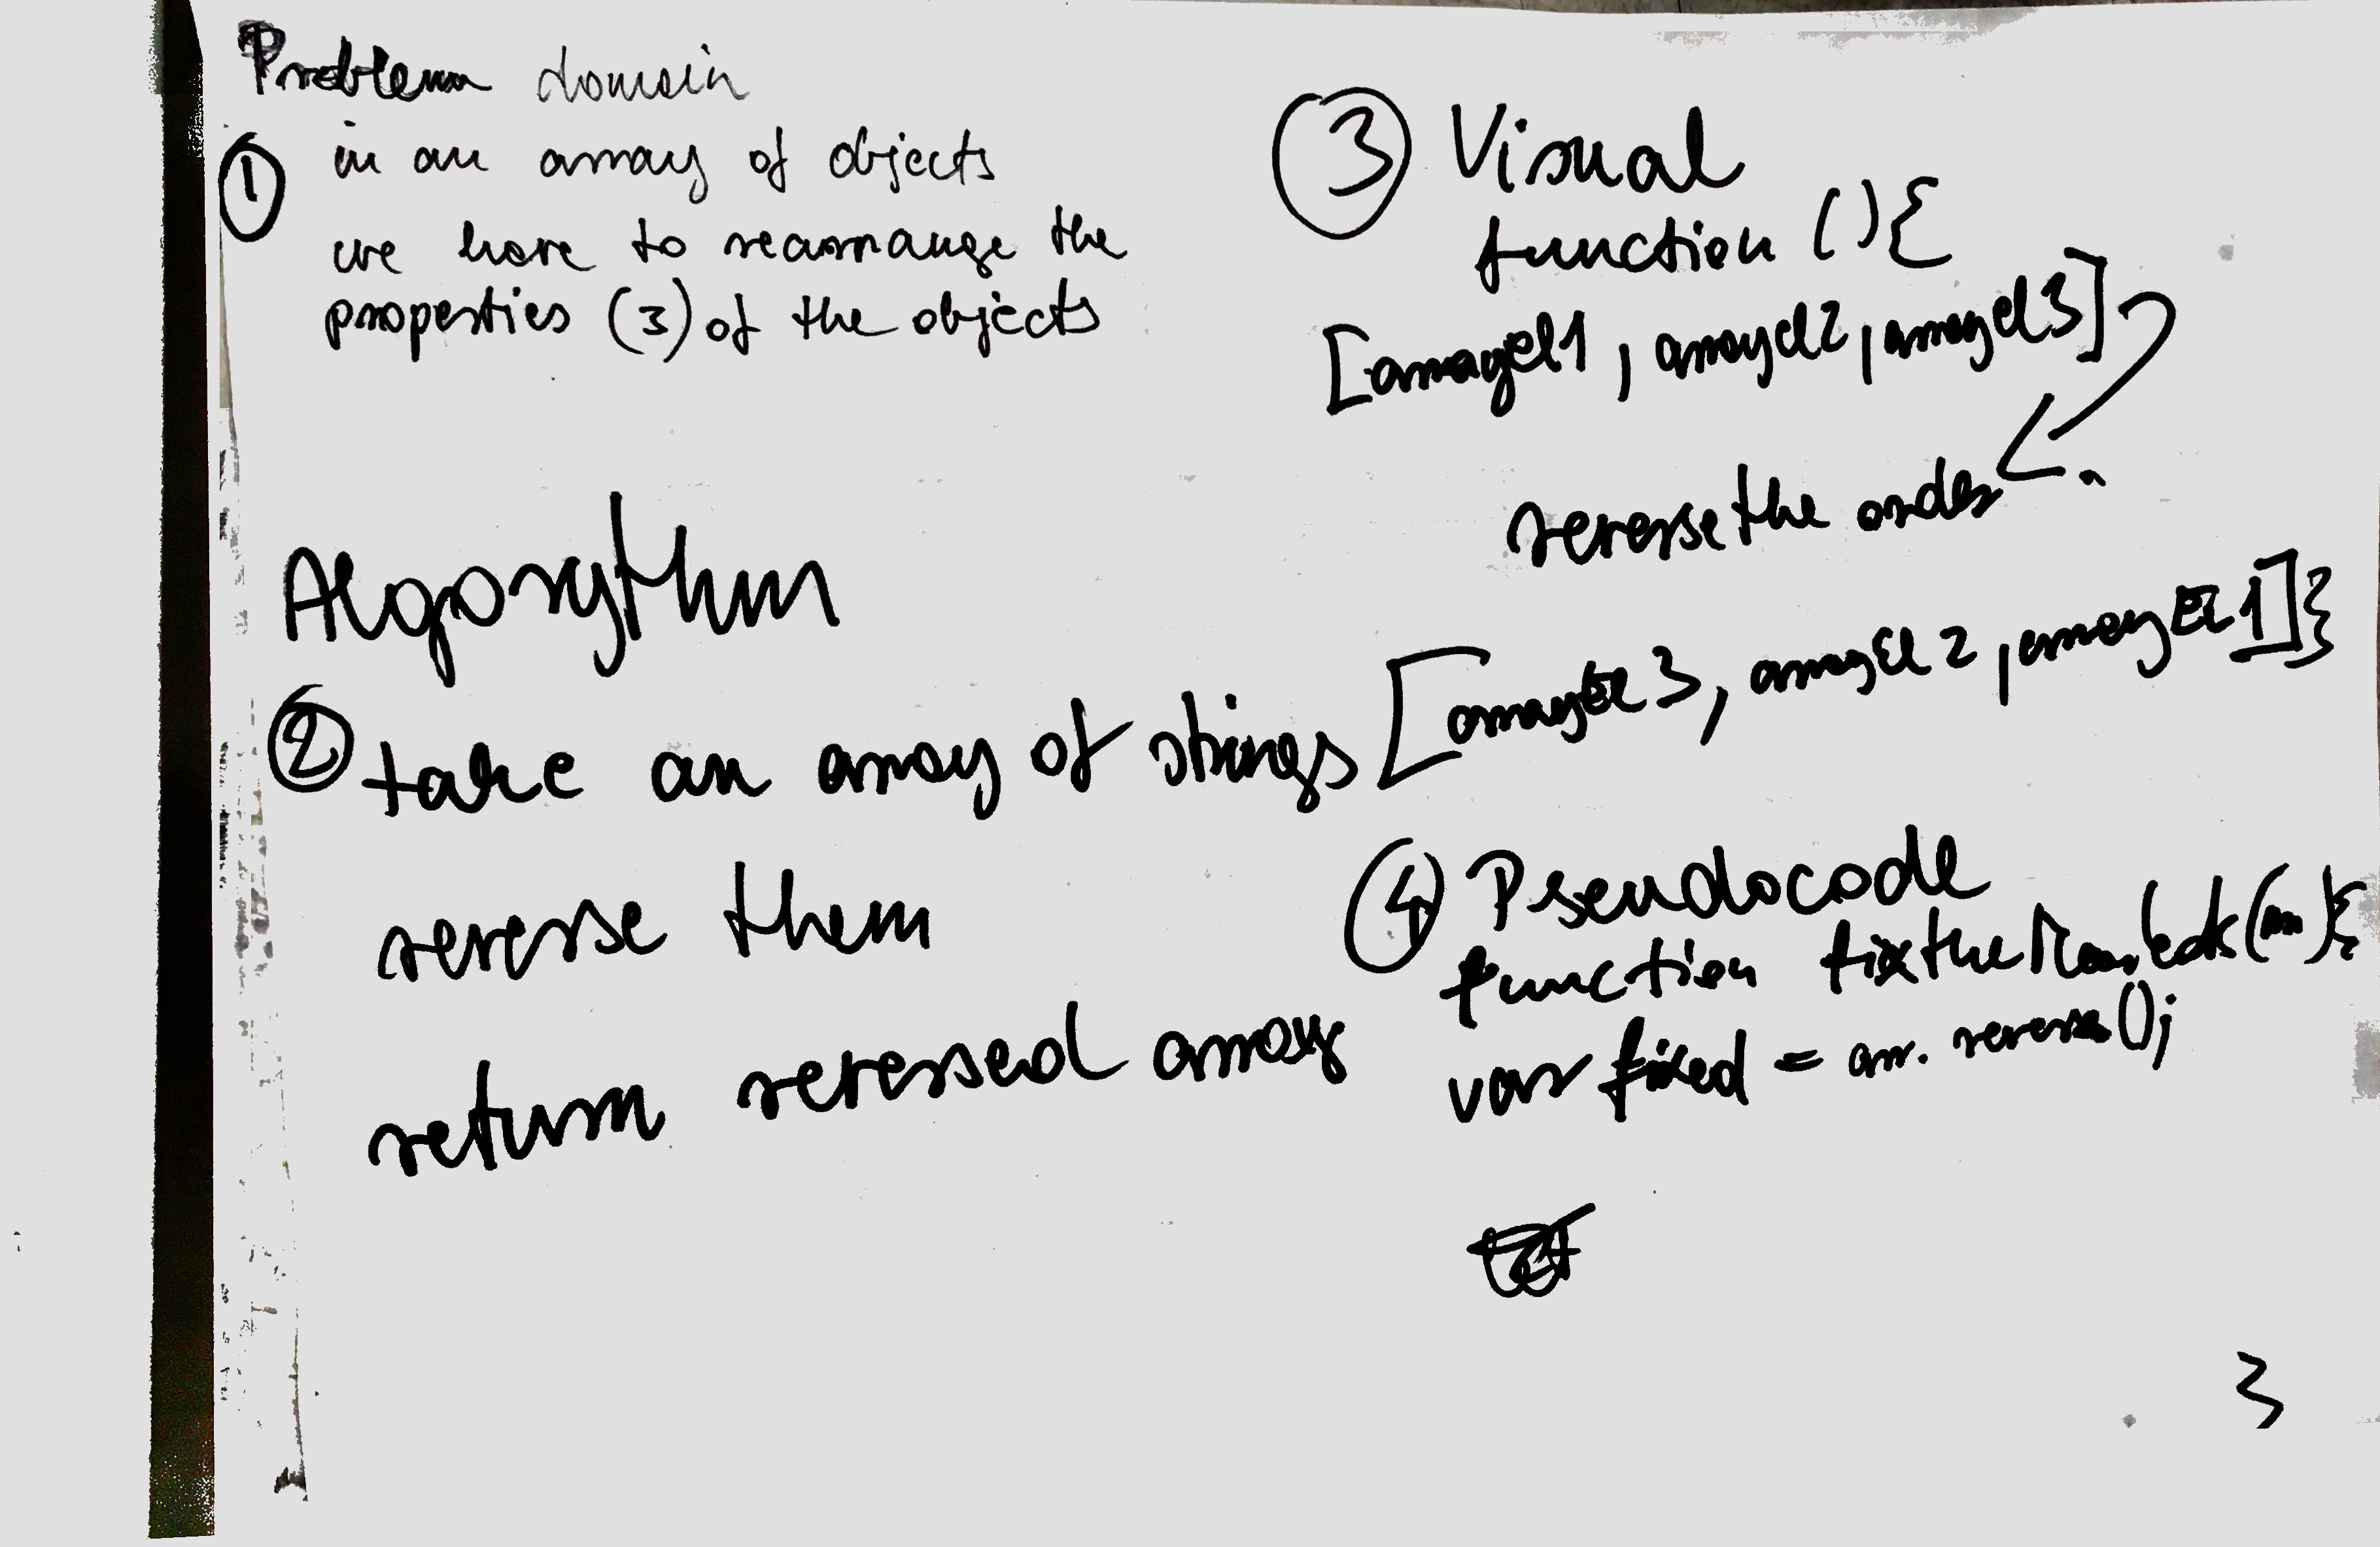 Problem domain
① in an array of objects
we have to rearrange the
properties (3) of the objects
Algorythm
② take an array of strings
reverse them
return reversed array
③ Visual
function () {
[arrayel1, arrayel2, arrayel3]
reverse the order
[arrayEl3, arrayEl2, arrayEl1]}
④ Pseudocode
function fixthe (arr){
var fixed = arr.reverse();
}